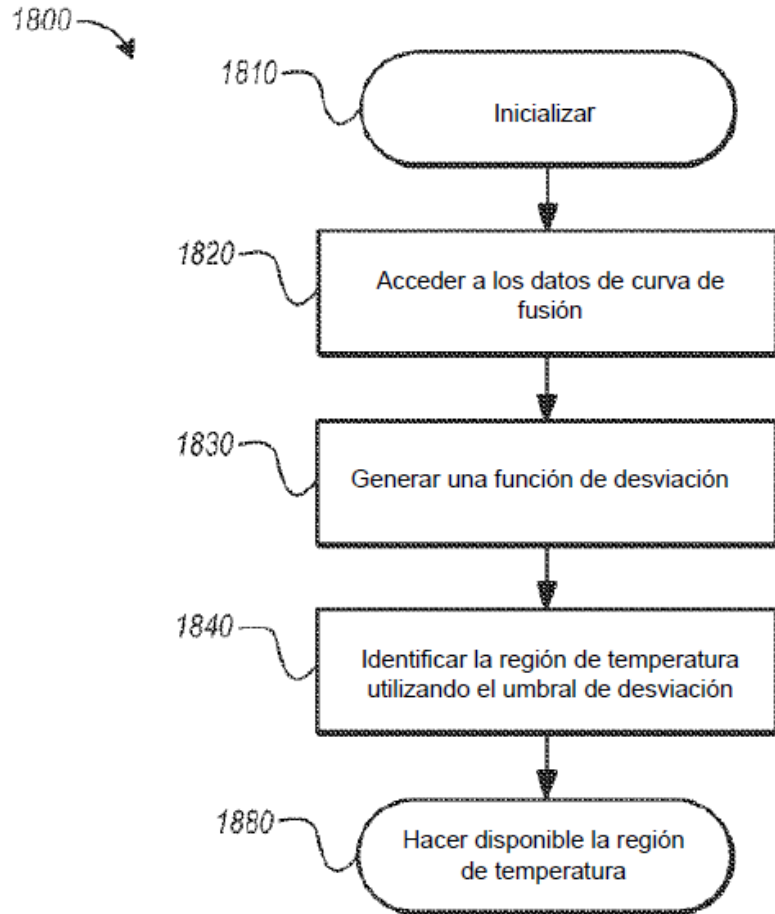 1800
1810
Inicializar
1820
Acceder a los datos de curva de
fusión
1830
Generar una función de desviación
1840
Identificar la región de temperatura
utilizando el umbral de desviación
1880
Hacer disponible la región
de temperatura